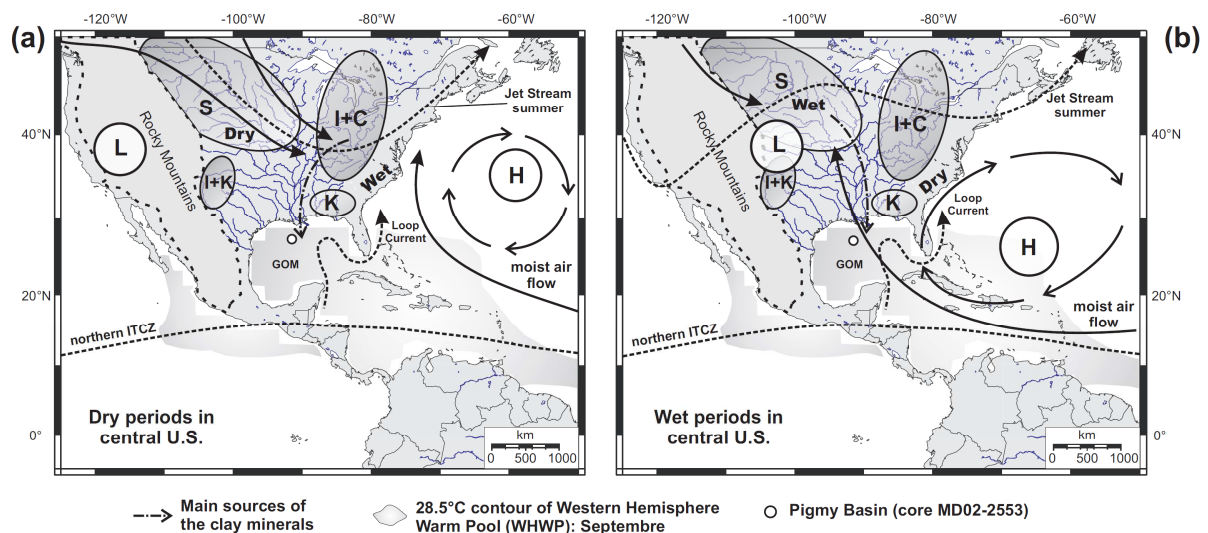 -120°W
-100°W
-80°W
-60°W
(a)
S
I+C
Jet Stream
summer
Dry
40°N
L
Rocky Mountains
H
I+K
Wet
K
Loop
Current
GOM
moist air
flow
20°N
northern ITCZ
Dry periods in
central U.S.
km
0 500 1000
0°
-120°W
-100°W
-80°W
-60°W
(b)
S
I+C
Wet
Jet Stream
summer
40°N
L
Rocky Mountains
I+K
Dry
K
Loop
Current
H
GOM
20°N
moist air
flow
northern ITCZ
Wet periods in
central U.S.
km
0 500 1000
0°
Main sources of
the clay minerals
28.5°C contour of Western Hemisphere
Warm Pool (WHWP): Septembre
Pigmy Basin (core MD02-2553)